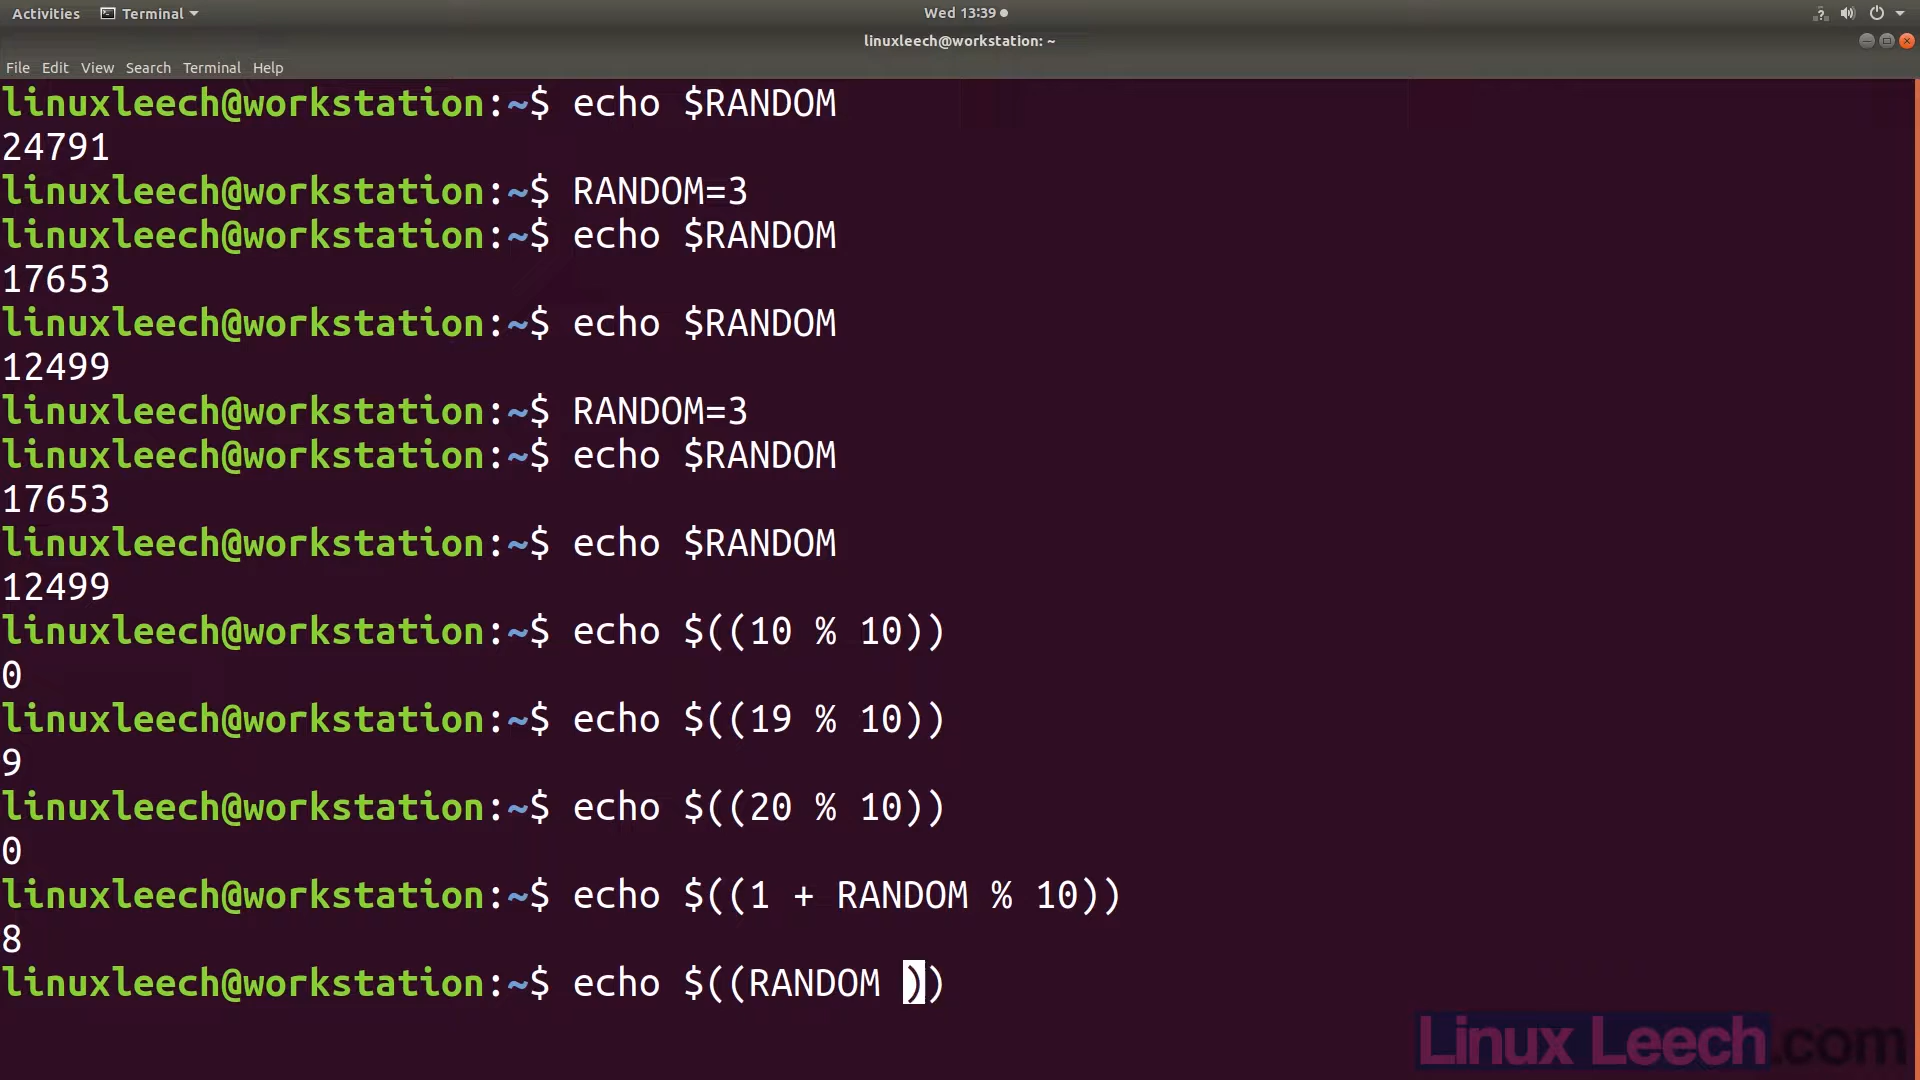 Activities Terminal Wed 13:39
linuxleech@workstation: ~
File Edit View Search Terminal Help
linuxleech@workstation:~$ echo $RANDOM
24791
linuxleech@workstation:~$ RANDOM=3
linuxleech@workstation:~$ echo $RANDOM
17653
linuxleech@workstation:~$ echo $RANDOM
12499
linuxleech@workstation:~$ RANDOM=3
linuxleech@workstation:~$ echo $RANDOM
17653
linuxleech@workstation:~$ echo $RANDOM
12499
linuxleech@workstation:~$ echo $((10 % 10))
0
linuxleech@workstation:~$ echo $((19 % 10))
9
linuxleech@workstation:~$ echo $((20 % 10))
0
linuxleech@workstation:~$ echo $((1 + RANDOM % 10))
8
linuxleech@workstation:~$ echo $((RANDOM ))
Linux Leech.com